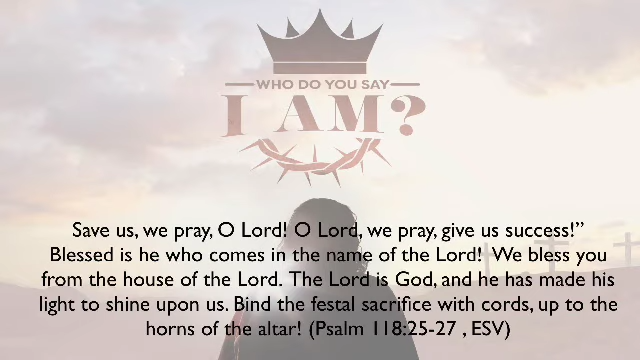 WHO DO YOU SAY
I AM?
Save us, we pray, O Lord! O Lord, we pray, give us success!”
Blessed is he who comes in the name of the Lord! We bless you
from the house of the Lord. The Lord is God, and he has made his
light to shine upon us. Bind the festal sacrifice with cords, up to the
horns of the altar! (Psalm 118:25-27 , ESV)